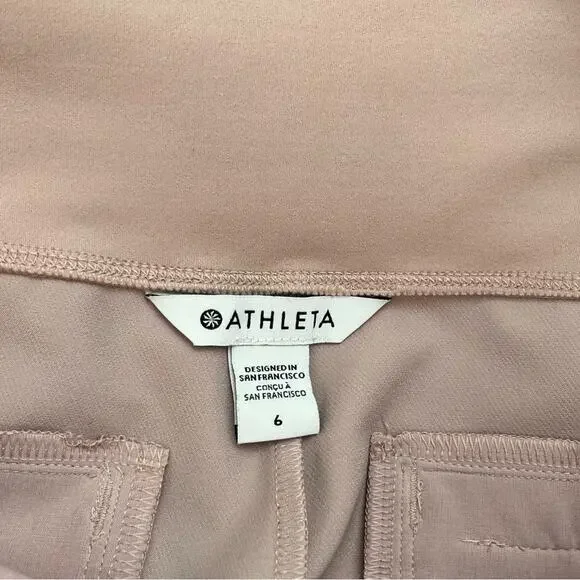 ATHLETA
DESIGNED IN
SAN FRANCISCO
CONÇU À
SAN FRANCISCO
6